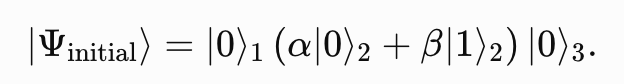 |Ψ_initial⟩ = |0⟩₁ (α|0⟩₂ + β|1⟩₂) |0⟩₃.